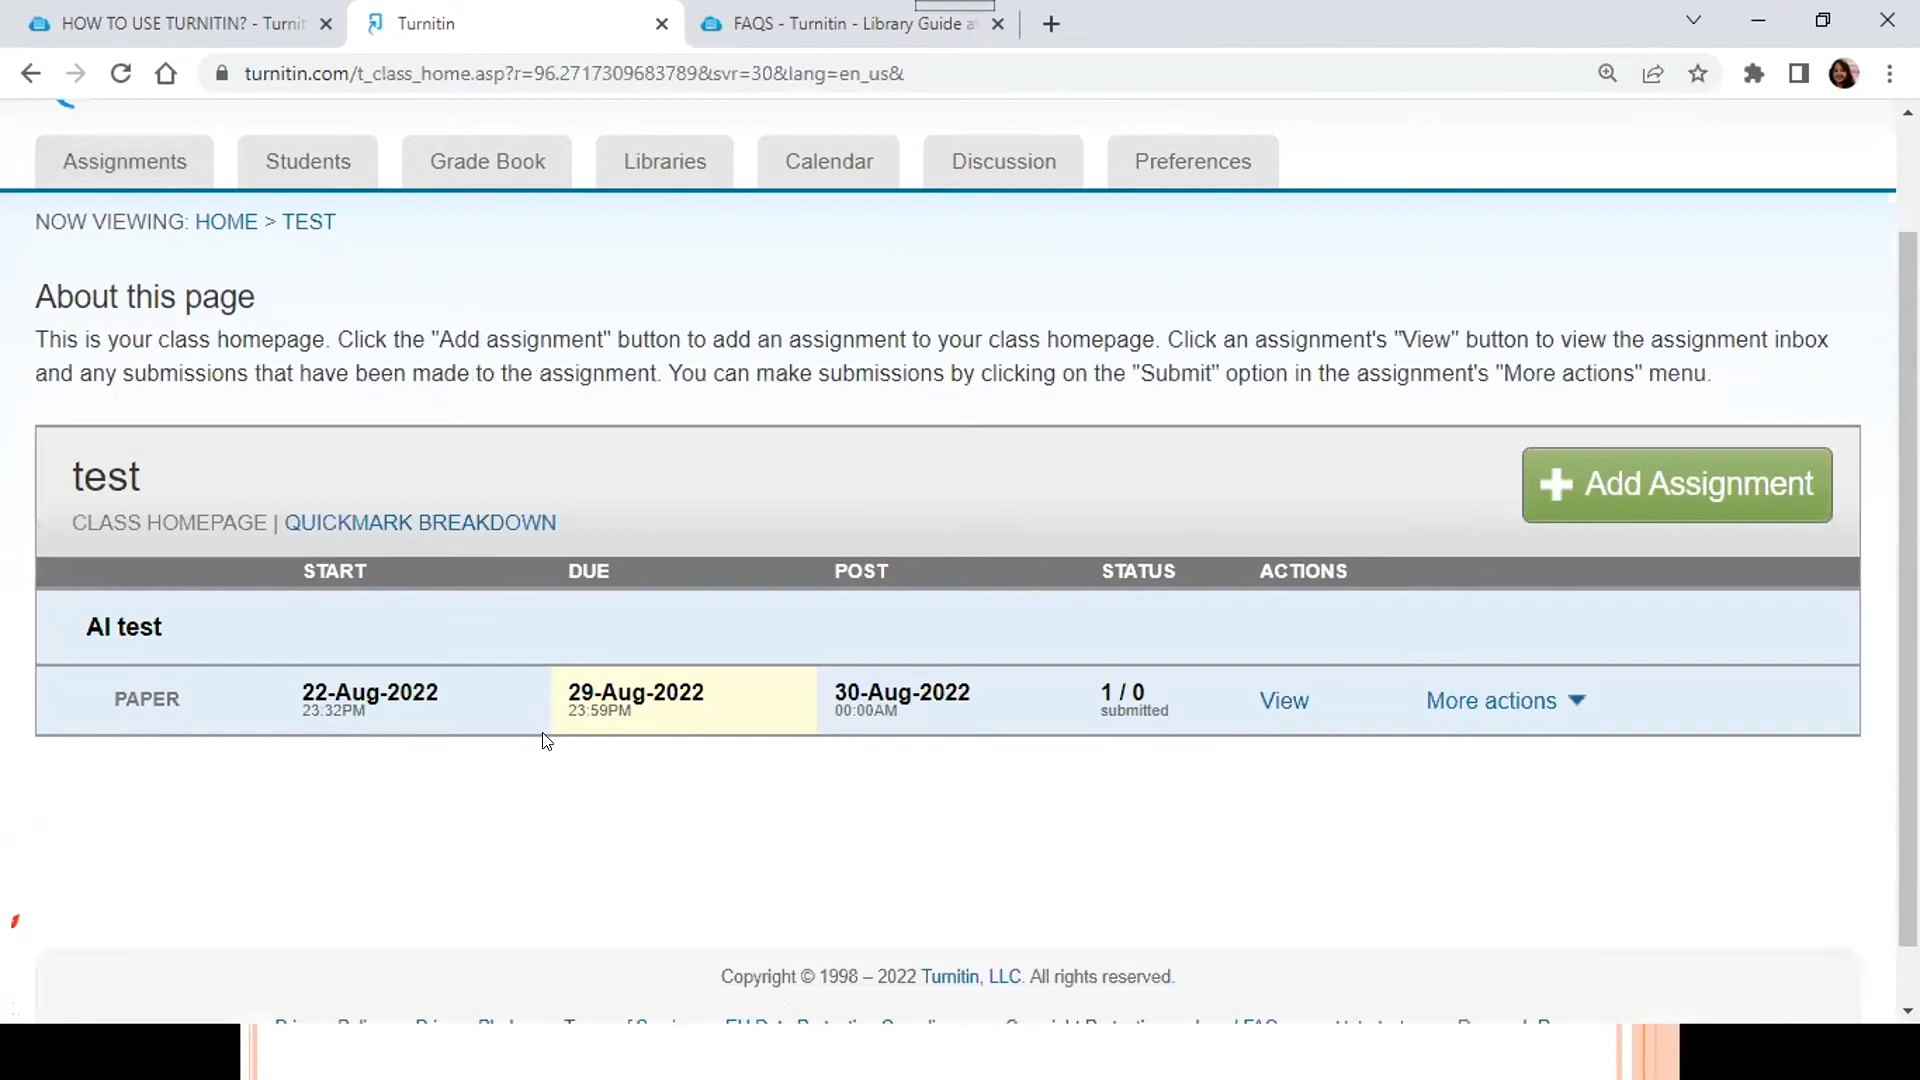 HOW TO USE TURNITIN? - Turnit
Turnitin
FAQS - Turnitin - Library Guide a
turnitin.com/t_class_home.asp?r=96.2717309683789&svr=30&lang=en_us&
Assignments
Students
Grade Book
Libraries
Calendar
Discussion
Preferences
NOW VIEWING: HOME > TEST
About this page
This is your class homepage. Click the "Add assignment" button to add an assignment to your class homepage. Click an assignment's "View" button to view the assignment inbox
and any submissions that have been made to the assignment. You can make submissions by clicking on the "Submit" option in the assignment's "More actions" menu.
test
Add Assignment
CLASS HOMEPAGE | QUICKMARK BREAKDOWN
START DUE POST STATUS ACTIONS
AI test
PAPER
22-Aug-2022
23:32PM
29-Aug-2022
23:59PM
30-Aug-2022
00:00AM
1 / 0
submitted
View
More actions
Copyright © 1998 – 2022 Turnitin, LLC. All rights reserved.